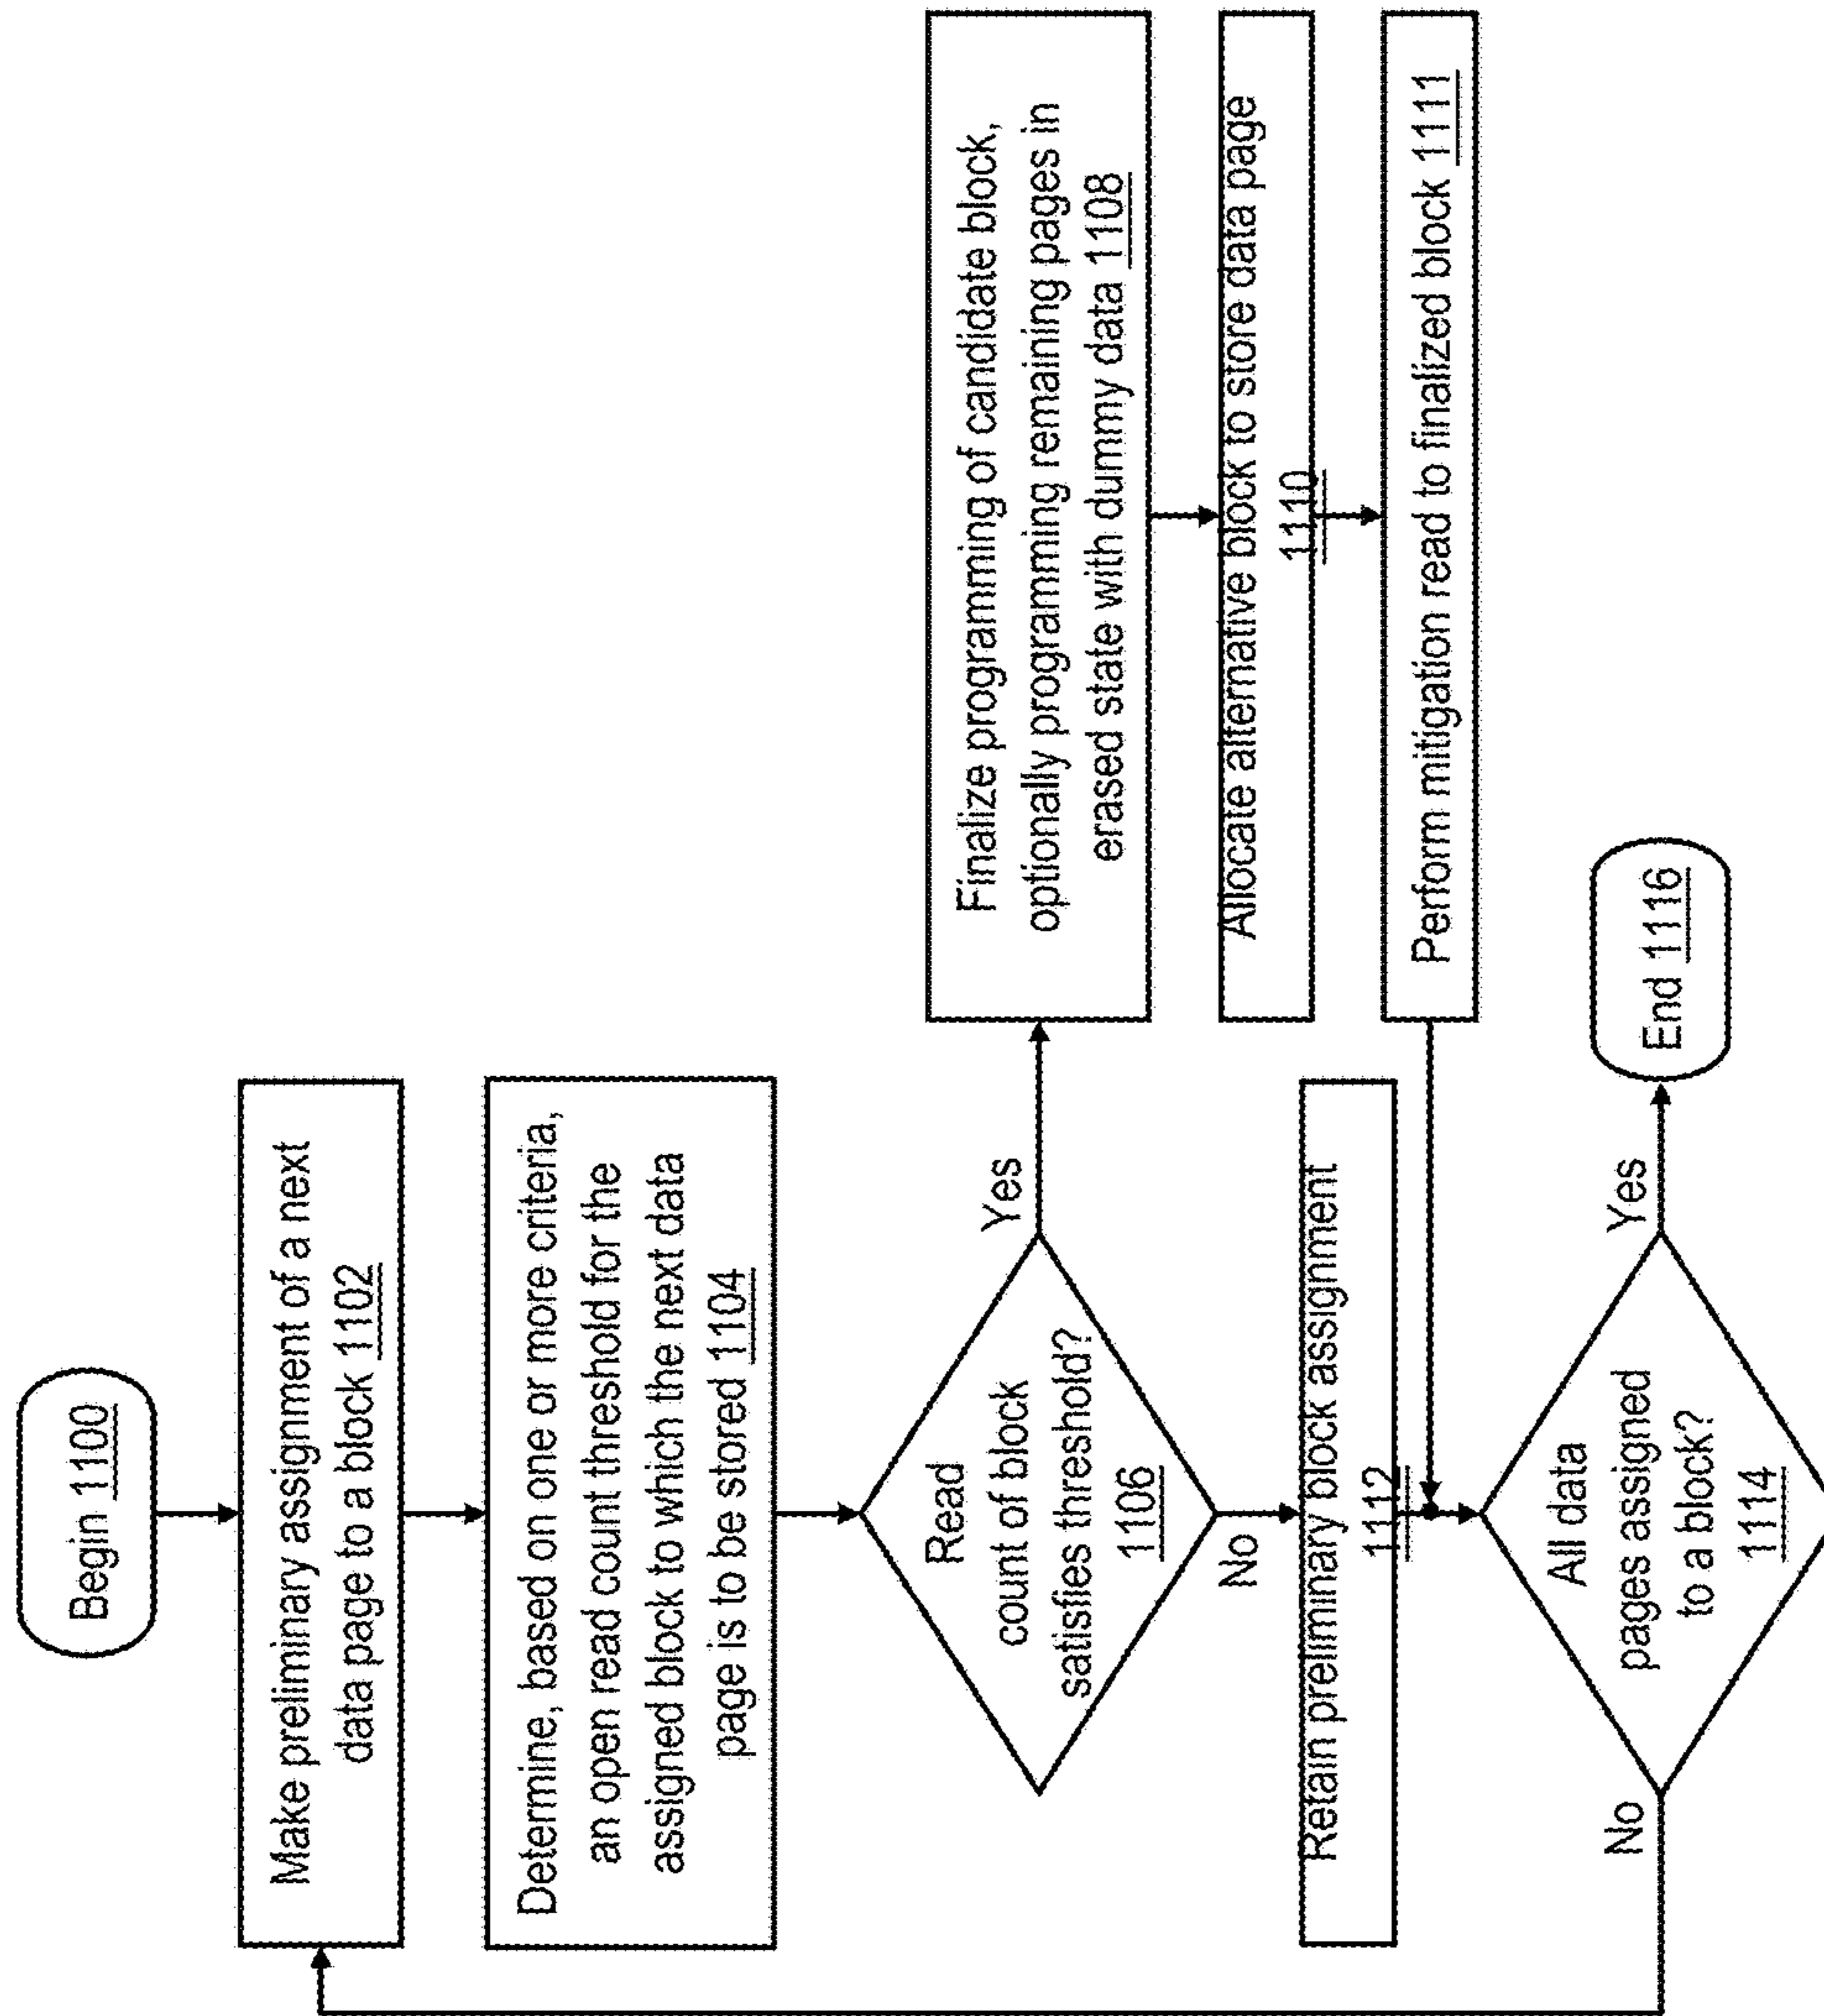 Begin 1100
Make preliminary assignment of a next
data page to a block 1102
Determine, based on one or more criteria,
an open read count threshold for the
assigned block to which the next data
page is to be stored 1104
Read
count of block
satisfies threshold?
1106
Yes
No
Finalize programming of candidate block,
optionally programming remaining pages in
erased state with dummy data 1108
Allocate alternative block to store data page
1110
Perform mitigation read to finalized block 1111
Retain preliminary block assignment
1112
All data
pages assigned
to a block?
1114
No
Yes
End 1116